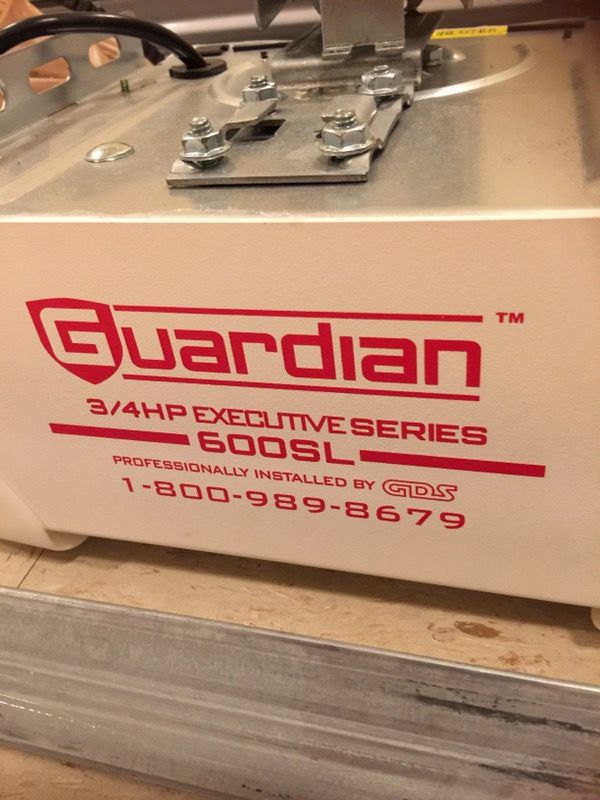 Guardian™
3/4HP EXECUTIVE SERIES
600SL
PROFESSIONALLY INSTALLED BY GDS
1-800-989-8679